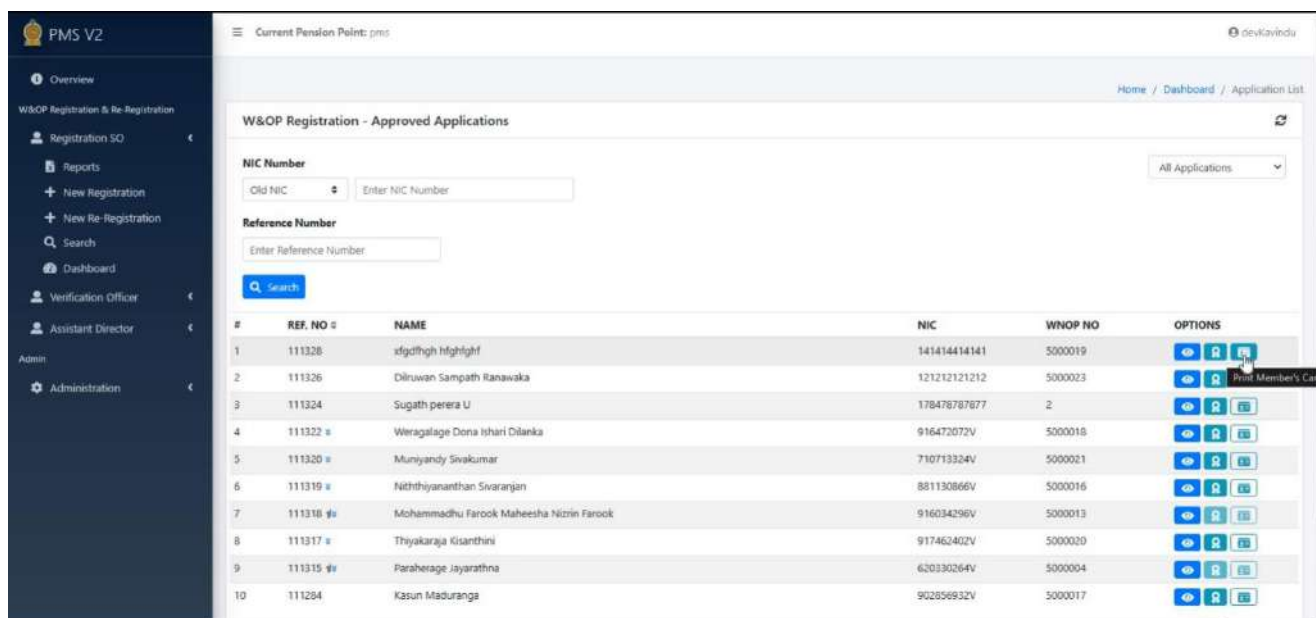 PMS V2
Current Pension Point: pms
devKavindu
Overview
W&OP Registration & Re-Registration
Registration SO
Reports
New Registration
New Re-Registration
Search
Dashboard
Verification Officer
Assistant Director
Admin
Administration
Home / Dashboard / Application List
W&OP Registration - Approved Applications
NIC Number
All Applications
Old NIC Enter NIC Number
Reference Number
Enter Reference Number
Search
# REF. NO NAME NIC WNOP NO OPTIONS
1 111328 xfgdfhgh hfghfghf 141414414141 5000019
Print Member's Car
2 111326 Dilruwan Sampath Ranawaka 121212121212 5000023
3 111324 Sugath perera U 178478787877 2
4 111322 Weragalage Dona Ishari Dilanka 916472072V 5000018
5 111320 Muniyandy Sivakumar 710713324V 5000021
6 111319 Niththiyananthan Sivaranjan 881130866V 5000016
7 111318 Mohammadhu Farook Maheesha Nizrin Farook 916034296V 5000013
8 111317 Thiyakaraja Kisanthini 917462402V 5000020
9 111315 Paraherage Jayarathna 620330264V 5000004
10 111284 Kasun Maduranga 902856932V 5000017